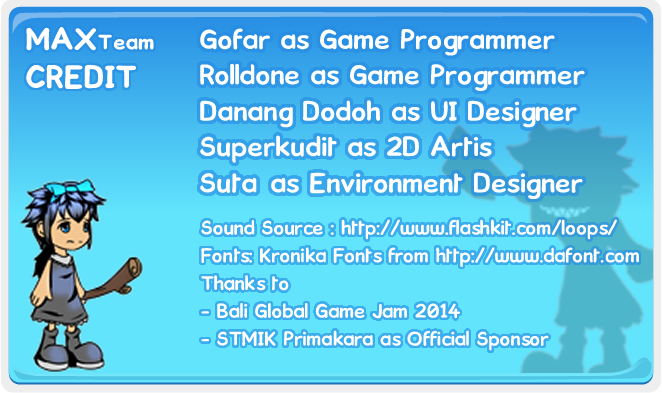 MAX Team
CREDIT
Gofar as Game Programmer
Rolldone as Game Programmer
Danang Dodoh as UI Designer
Superkudit as 2D Artis
Suta as Environment Designer
Sound Source : http://www.flashkit.com/loops/
Fonts: Kronika Fonts from http://www.dafont.com
Thanks to
- Bali Global Game Jam 2014
- STMIK Primakara as Official Sponsor